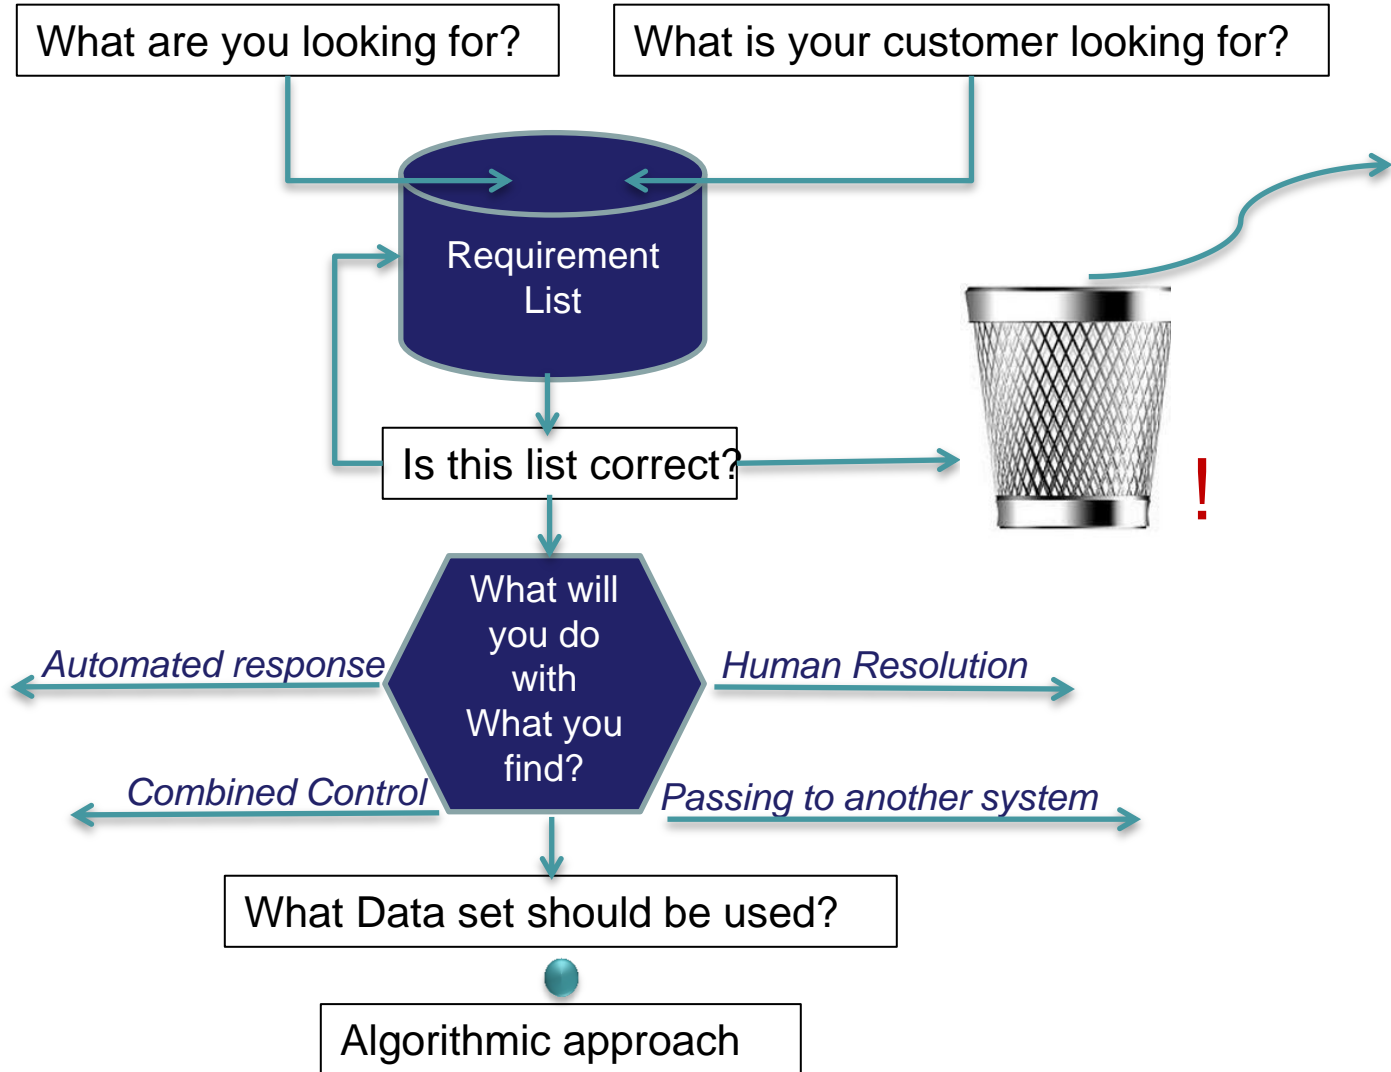 What are you looking for?
What is your customer looking for?
Requirement
List
Is this list correct?
!
What will
you do
with
What you
find?
Automated response
Human Resolution
Combined Control
Passing to another system
What Data set should be used?
Algorithmic approach